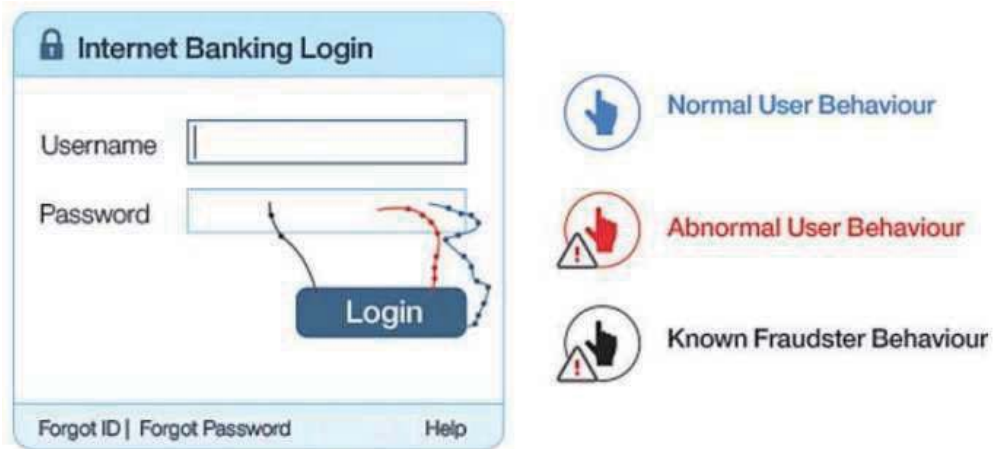 Internet Banking Login
Username
Password
Login
Forgot ID | Forgot Password Help
Normal User Behaviour
Abnormal User Behaviour
Known Fraudster Behaviour